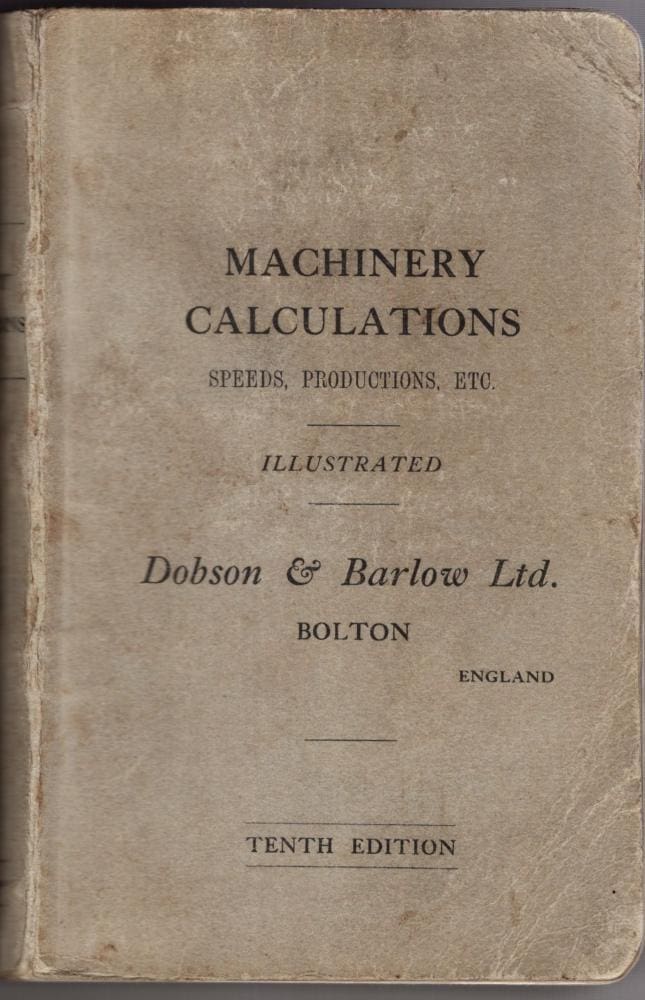 MACHINERY
CALCULATIONS
SPEEDS, PRODUCTIONS, ETC.
ILLUSTRATED
Dobson & Barlow Ltd.
BOLTON
ENGLAND
TENTH EDITION